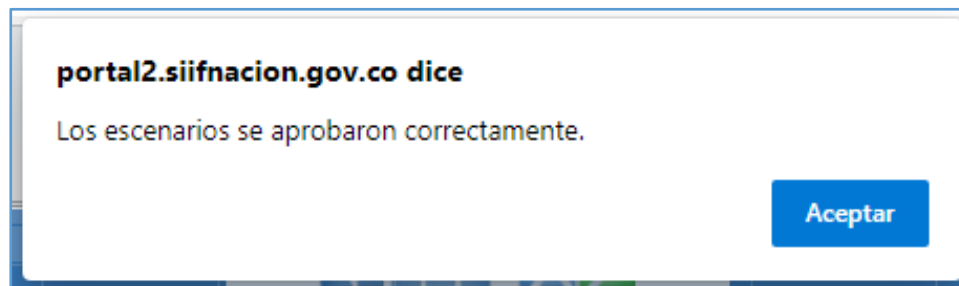 portal2.siifnacion.gov.co dice
Los escenarios se aprobaron correctamente.
Aceptar